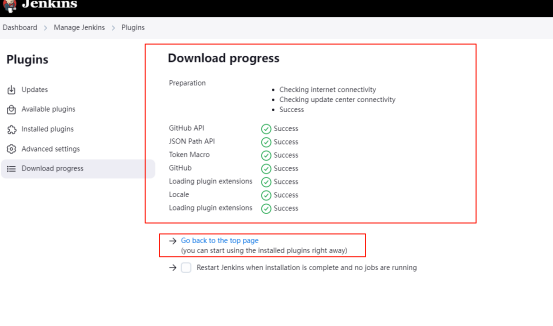 Jenkins
Dashboard > Manage Jenkins > Plugins
Plugins
Updates
Available plugins
Installed plugins
Advanced settings
Download progress
Download progress
Preparation
• Checking internet connectivity
• Checking update center connectivity
• Success
GitHub API Success
JSON Path API Success
Token Macro Success
GitHub Success
Loading plugin extensions Success
Locale Success
Loading plugin extensions Success
→ Go back to the top page
(you can start using the installed plugins right away)
→ Restart Jenkins when installation is complete and no jobs are running